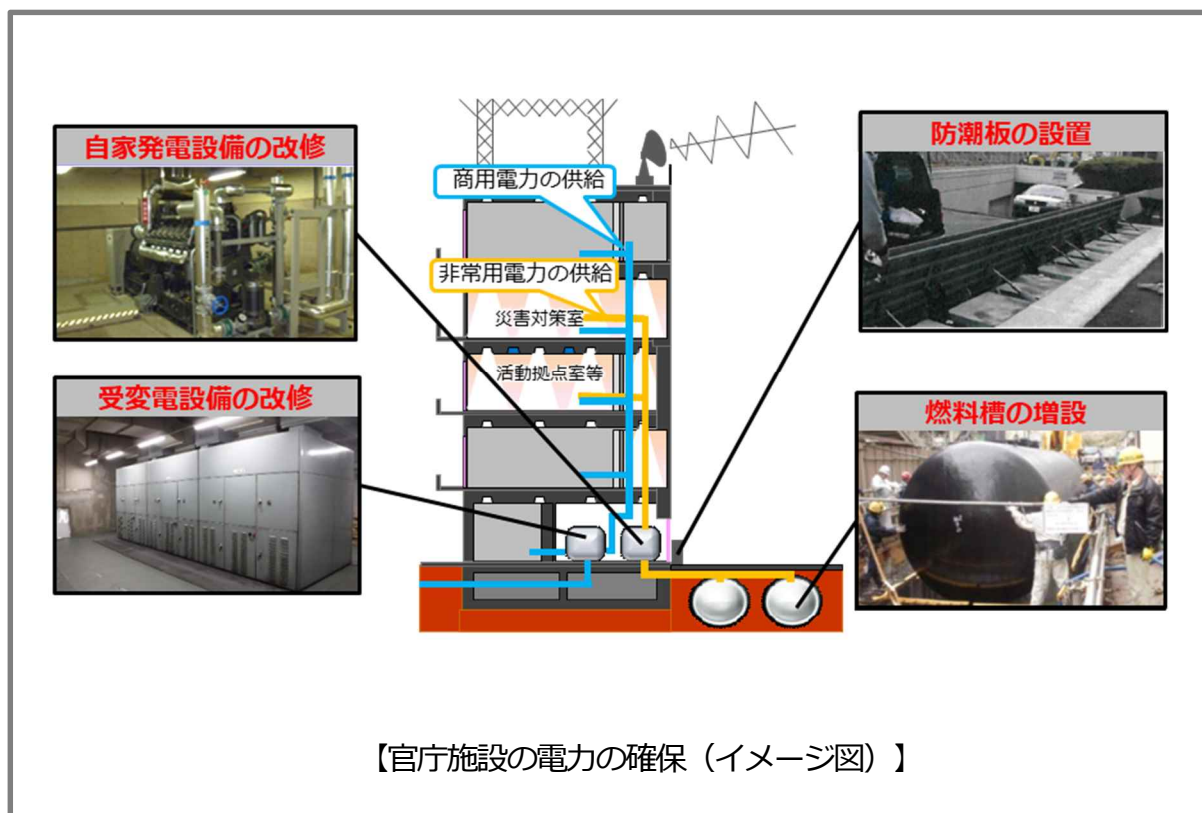 自家発電設備の改修
防潮板の設置
商用電力の供給
非常用電力の供給
災害対策室
活動拠点室等
受変電設備の改修
燃料槽の増設
【官庁施設の電力の確保（イメージ図）】